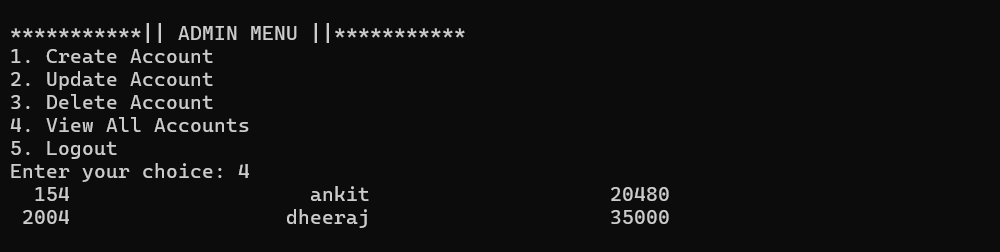 ***********|| ADMIN MENU ||***********
1. Create Account
2. Update Account
3. Delete Account
4. View All Accounts
5. Logout
Enter your choice: 4
154 ankit 20480
2004 dheeraj 35000